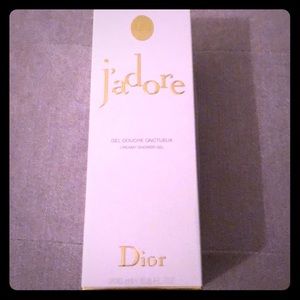 j'adore
GEL DOUCHE ONCTUEUX
CREAMY SHOWER GEL
Dior